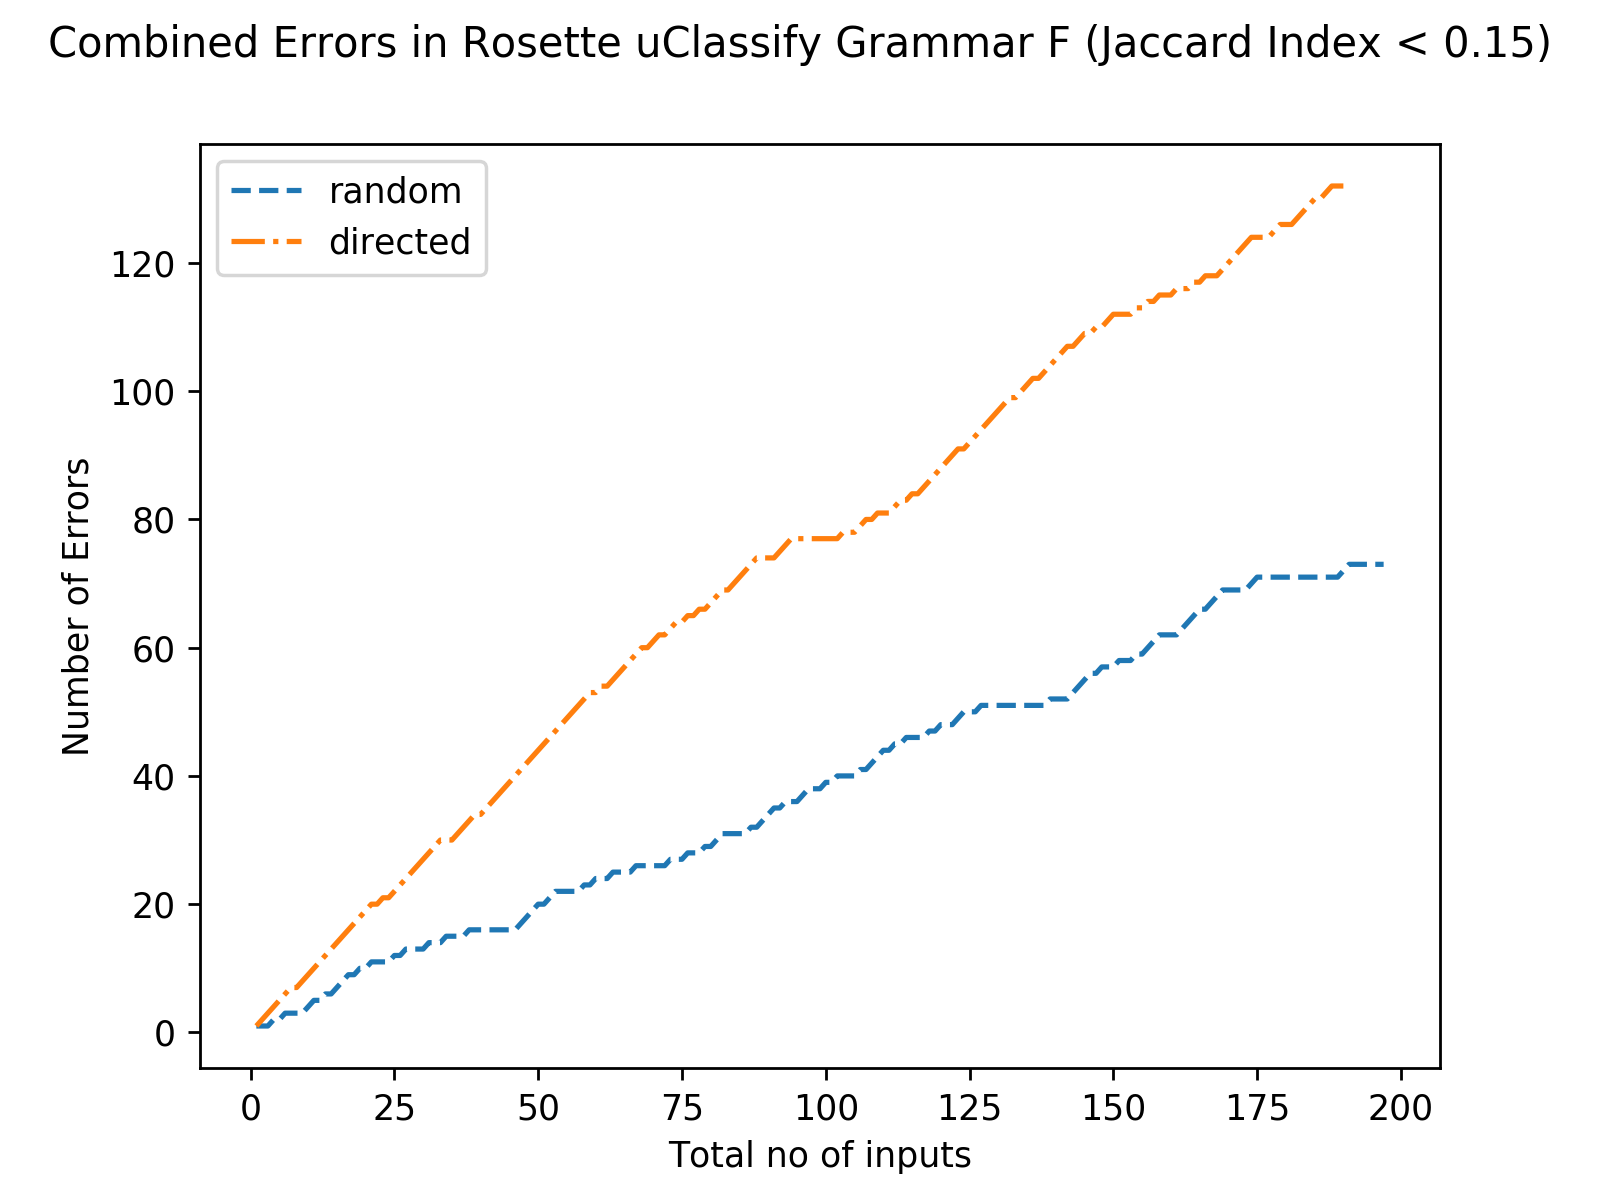 Combined Errors in Rosette uClassify Grammar F (Jaccard Index < 0.15)
random
directed
120
100
80
60
40
20
0
Number of Errors
0 25 50 75 100 125 150 175 200
Total no of inputs